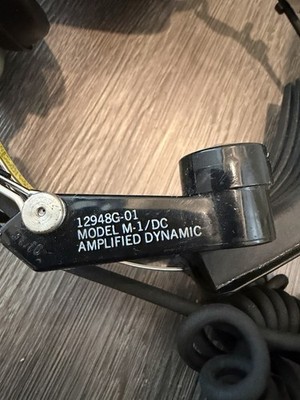 12948G-01
MODEL M-1/DC
AMPLIFIED DYNAMIC